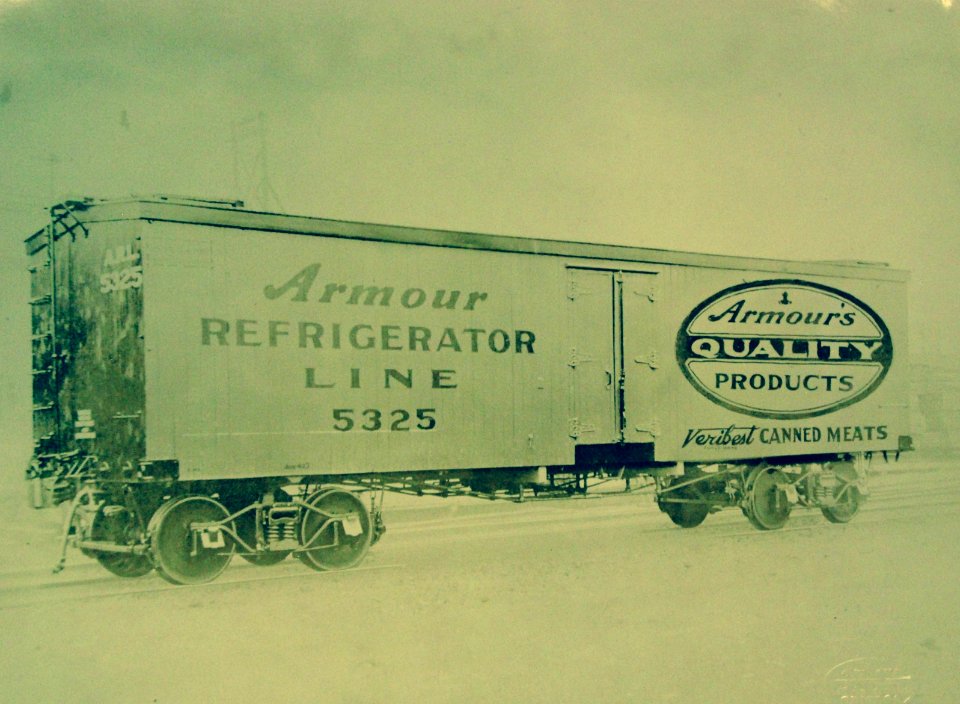 A.R.L.
5325
Armour
REFRIGERATOR
LINE
5325
Armour's
QUALITY
PRODUCTS
Veribest CANNED MEATS